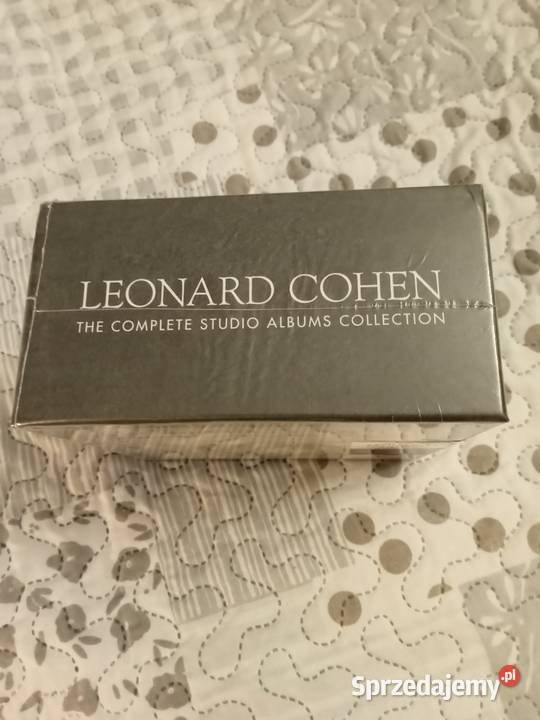 LEONARD COHEN
THE COMPLETE STUDIO ALBUMS COLLECTION
Sprzedajemy.pl